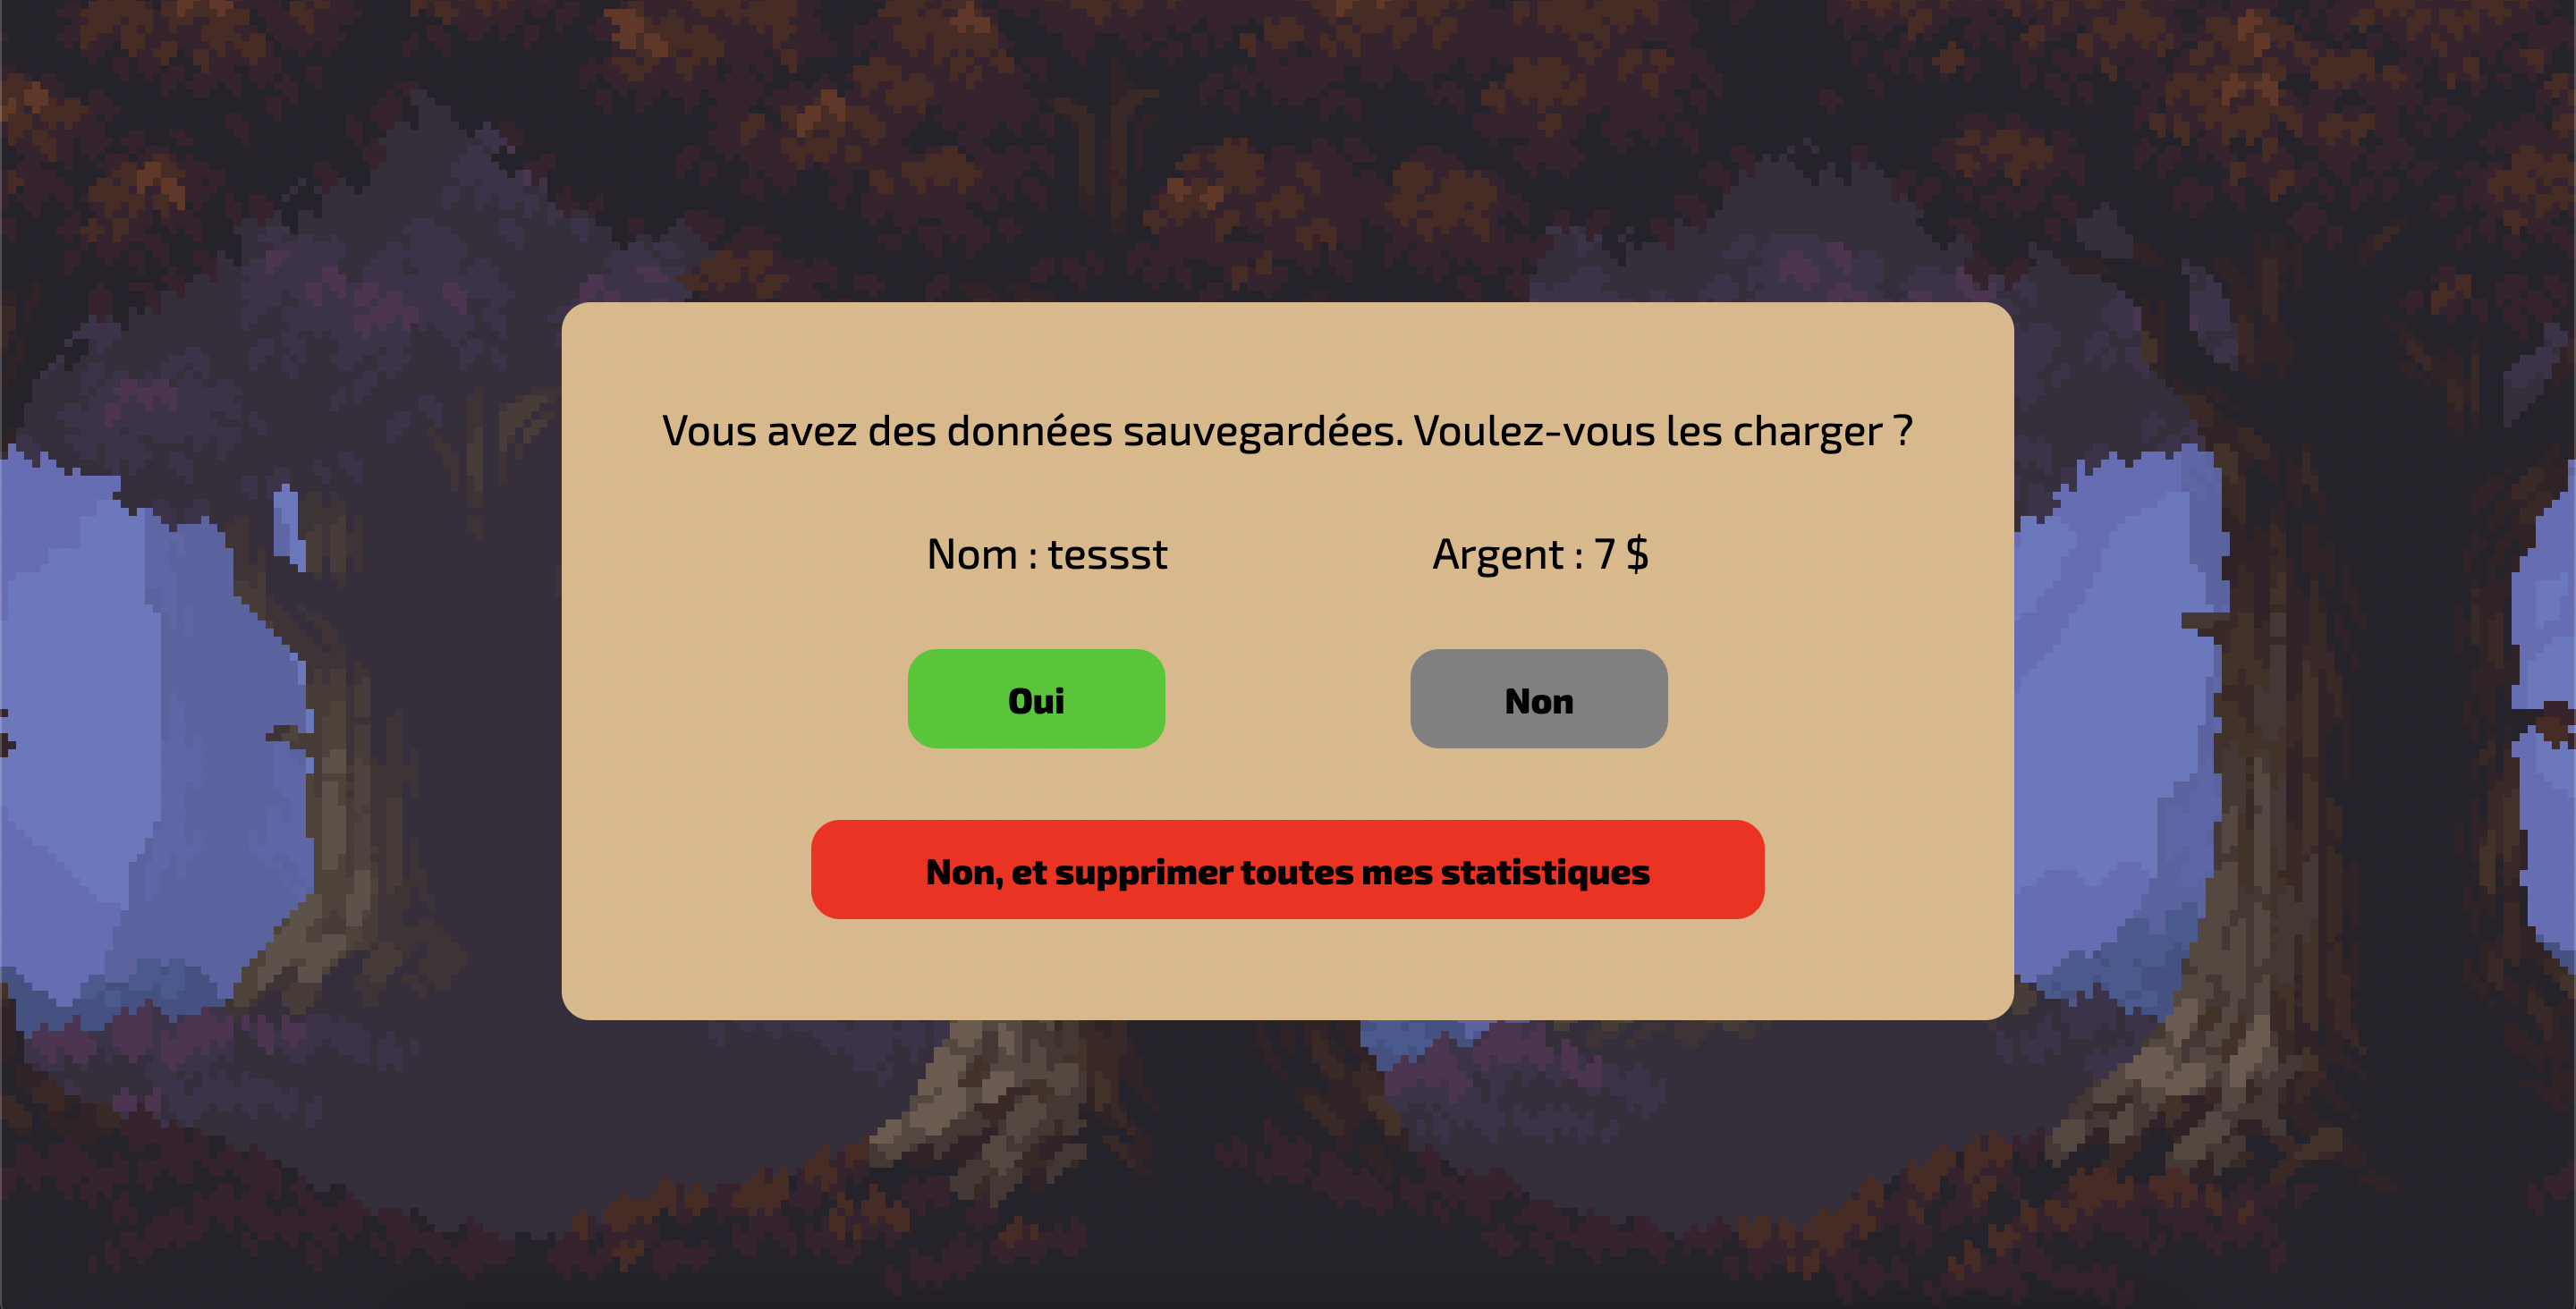 Vous avez des données sauvegardées. Voulez-vous les charger ?
Nom : tessst
Argent : 7 $
Oui
Non
Non, et supprimer toutes mes statistiques